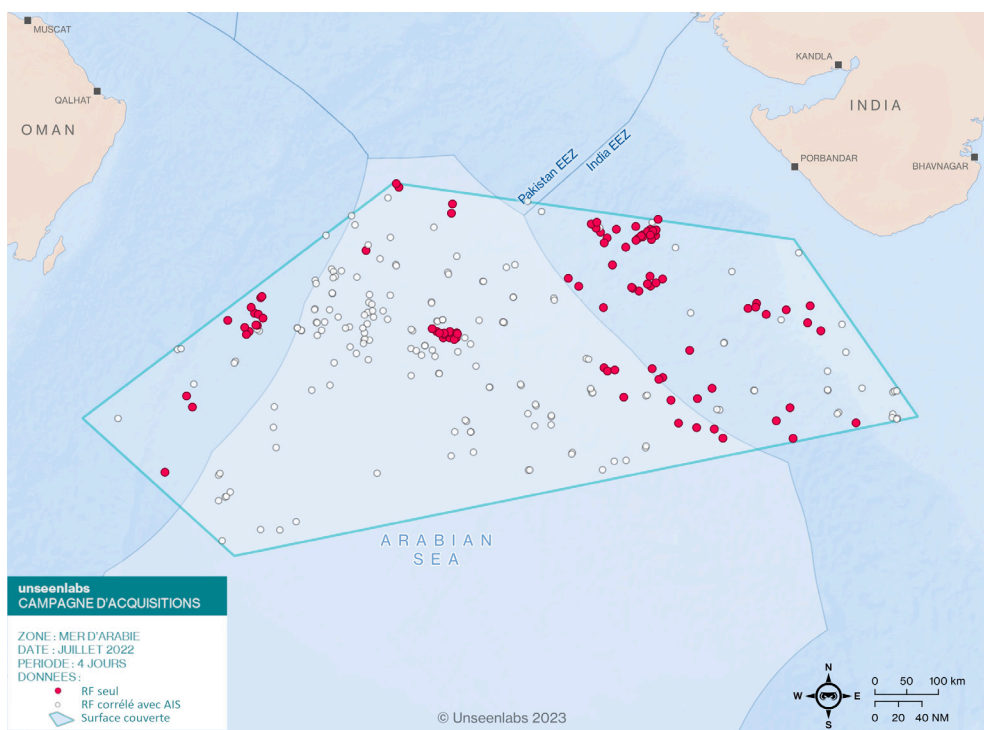 MUSCAT
KANDLA
QALHAT
INDIA
OMAN
Pakistan EEZ
India EEZ
PORBANDAR
BHAVNAGAR
ARABIAN
SEA
unseenlabs
CAMPAGNE D'ACQUISITIONS
ZONE : MER D'ARABIE
DATE : JUILLET 2022
PERIODE : 4 JOURS
DONNEES :
RF seul
RF corrélé avec AIS
Surface couverte
© Unseenlabs 2023
N
W
E
S
0 50 100 km
0 20 40 NM